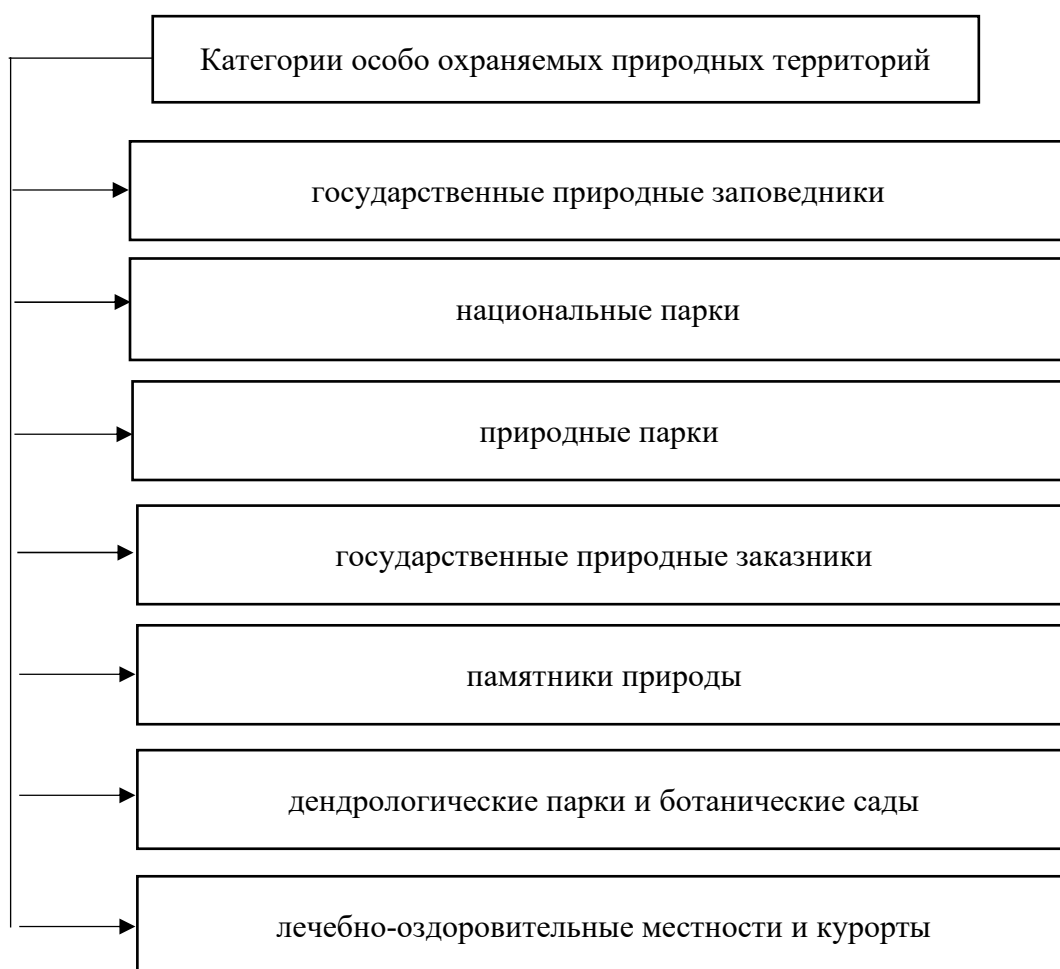 Категории особо охраняемых природных территорий
государственные природные заповедники
национальные парки
природные парки
государственные природные заказники
памятники природы
дендрологические парки и ботанические сады
лечебно-оздоровительные местности и курорты